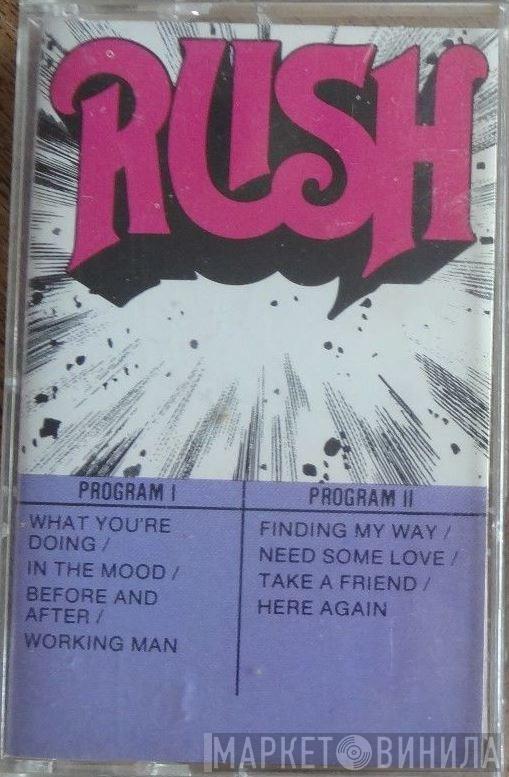 RUSH
PROGRAM I
WHAT YOU'RE
DOING /
IN THE MOOD /
BEFORE AND
AFTER /
WORKING MAN
PROGRAM II
FINDING MY WAY /
NEED SOME LOVE /
TAKE A FRIEND /
HERE AGAIN
МАРКЕТ ВИНИЛА